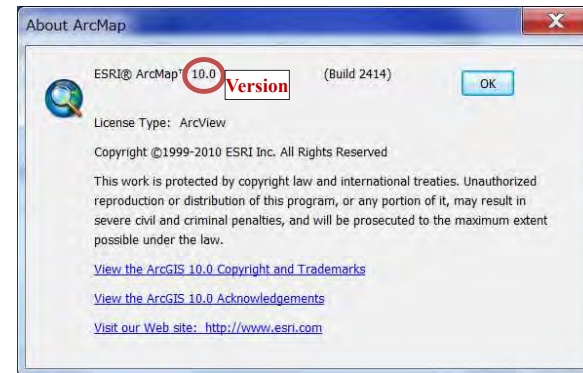 About ArcMap
X
ESRI® ArcMap™ 10.0 Version (Build 2414) OK
License Type: ArcView
Copyright ©1999-2010 ESRI Inc. All Rights Reserved
This work is protected by copyright law and international treaties. Unauthorized
reproduction or distribution of this program, or any portion of it, may result in
severe civil and criminal penalties, and will be prosecuted to the maximum extent
possible under the law.
View the ArcGIS 10.0 Copyright and Trademarks
View the ArcGIS 10.0 Acknowledgements
Visit our Web site: http://www.esri.com